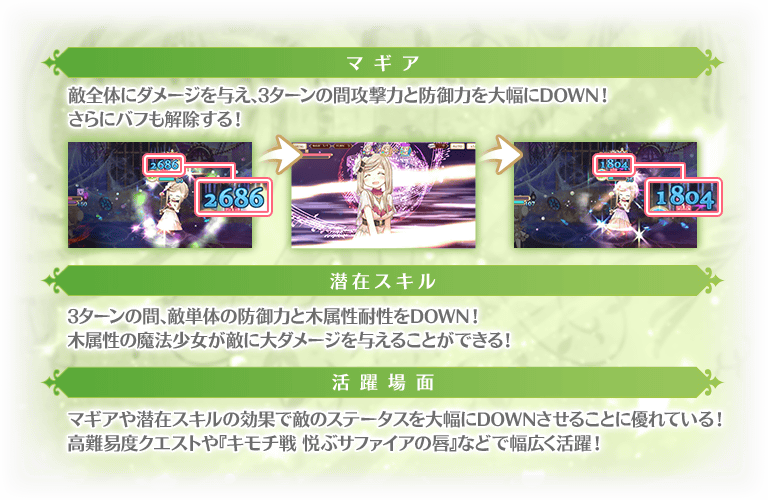 マギア
敵全体にダメージを与え、3ターンの間攻撃力と防御力を大幅にDOWN！
さらにバフも解除する！
2686
2686
1804
1804
潜在スキル
3ターンの間、敵単体の防御力と木属性耐性をDOWN！
木属性の魔法少女が敵に大ダメージを与えることができる！
活躍場面
マギアや潜在スキルの効果で敵のステータスを大幅にDOWNさせることに優れている！
高難易度クエストや『キモチ戦 悦ぶサファイアの唇』などで幅広く活躍！